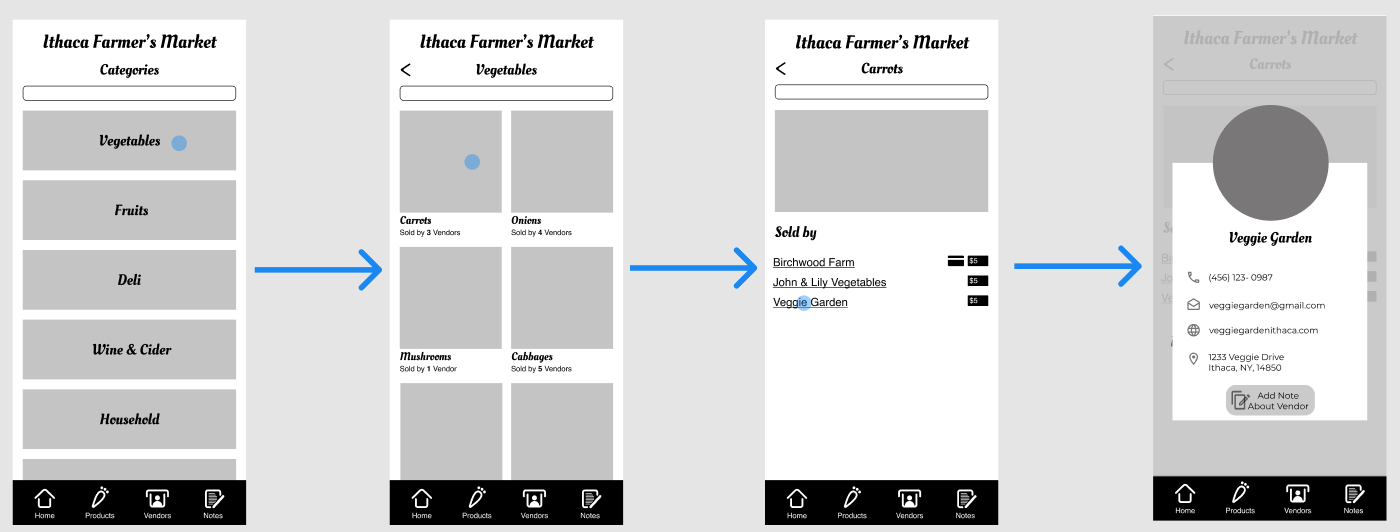 Ithaca Farmer's Market
Categories
Vegetables
Fruits
Deli
Wine & Cider
Household
Home Products Vendors Notes
Ithaca Farmer's Market
Vegetables
Carrots
Sold by 3 Vendors
Onions
Sold by 4 Vendors
Mushrooms
Sold by 1 Vendor
Cabbages
Sold by 5 Vendors
Home Products Vendors Notes
Ithaca Farmer's Market
Carrots
Sold by
Birchwood Farm $5
John & Lily Vegetables $5
Veggie Garden $5
Home Products Vendors Notes
Ithaca Farmer's Market
Carrots
Veggie Garden
(456) 123- 0987
veggiegarden@gmail.com
veggiegardenithaca.com
1233 Veggie Drive
Ithaca, NY, 14850
Add Note
About Vendor
Home Products Vendors Notes